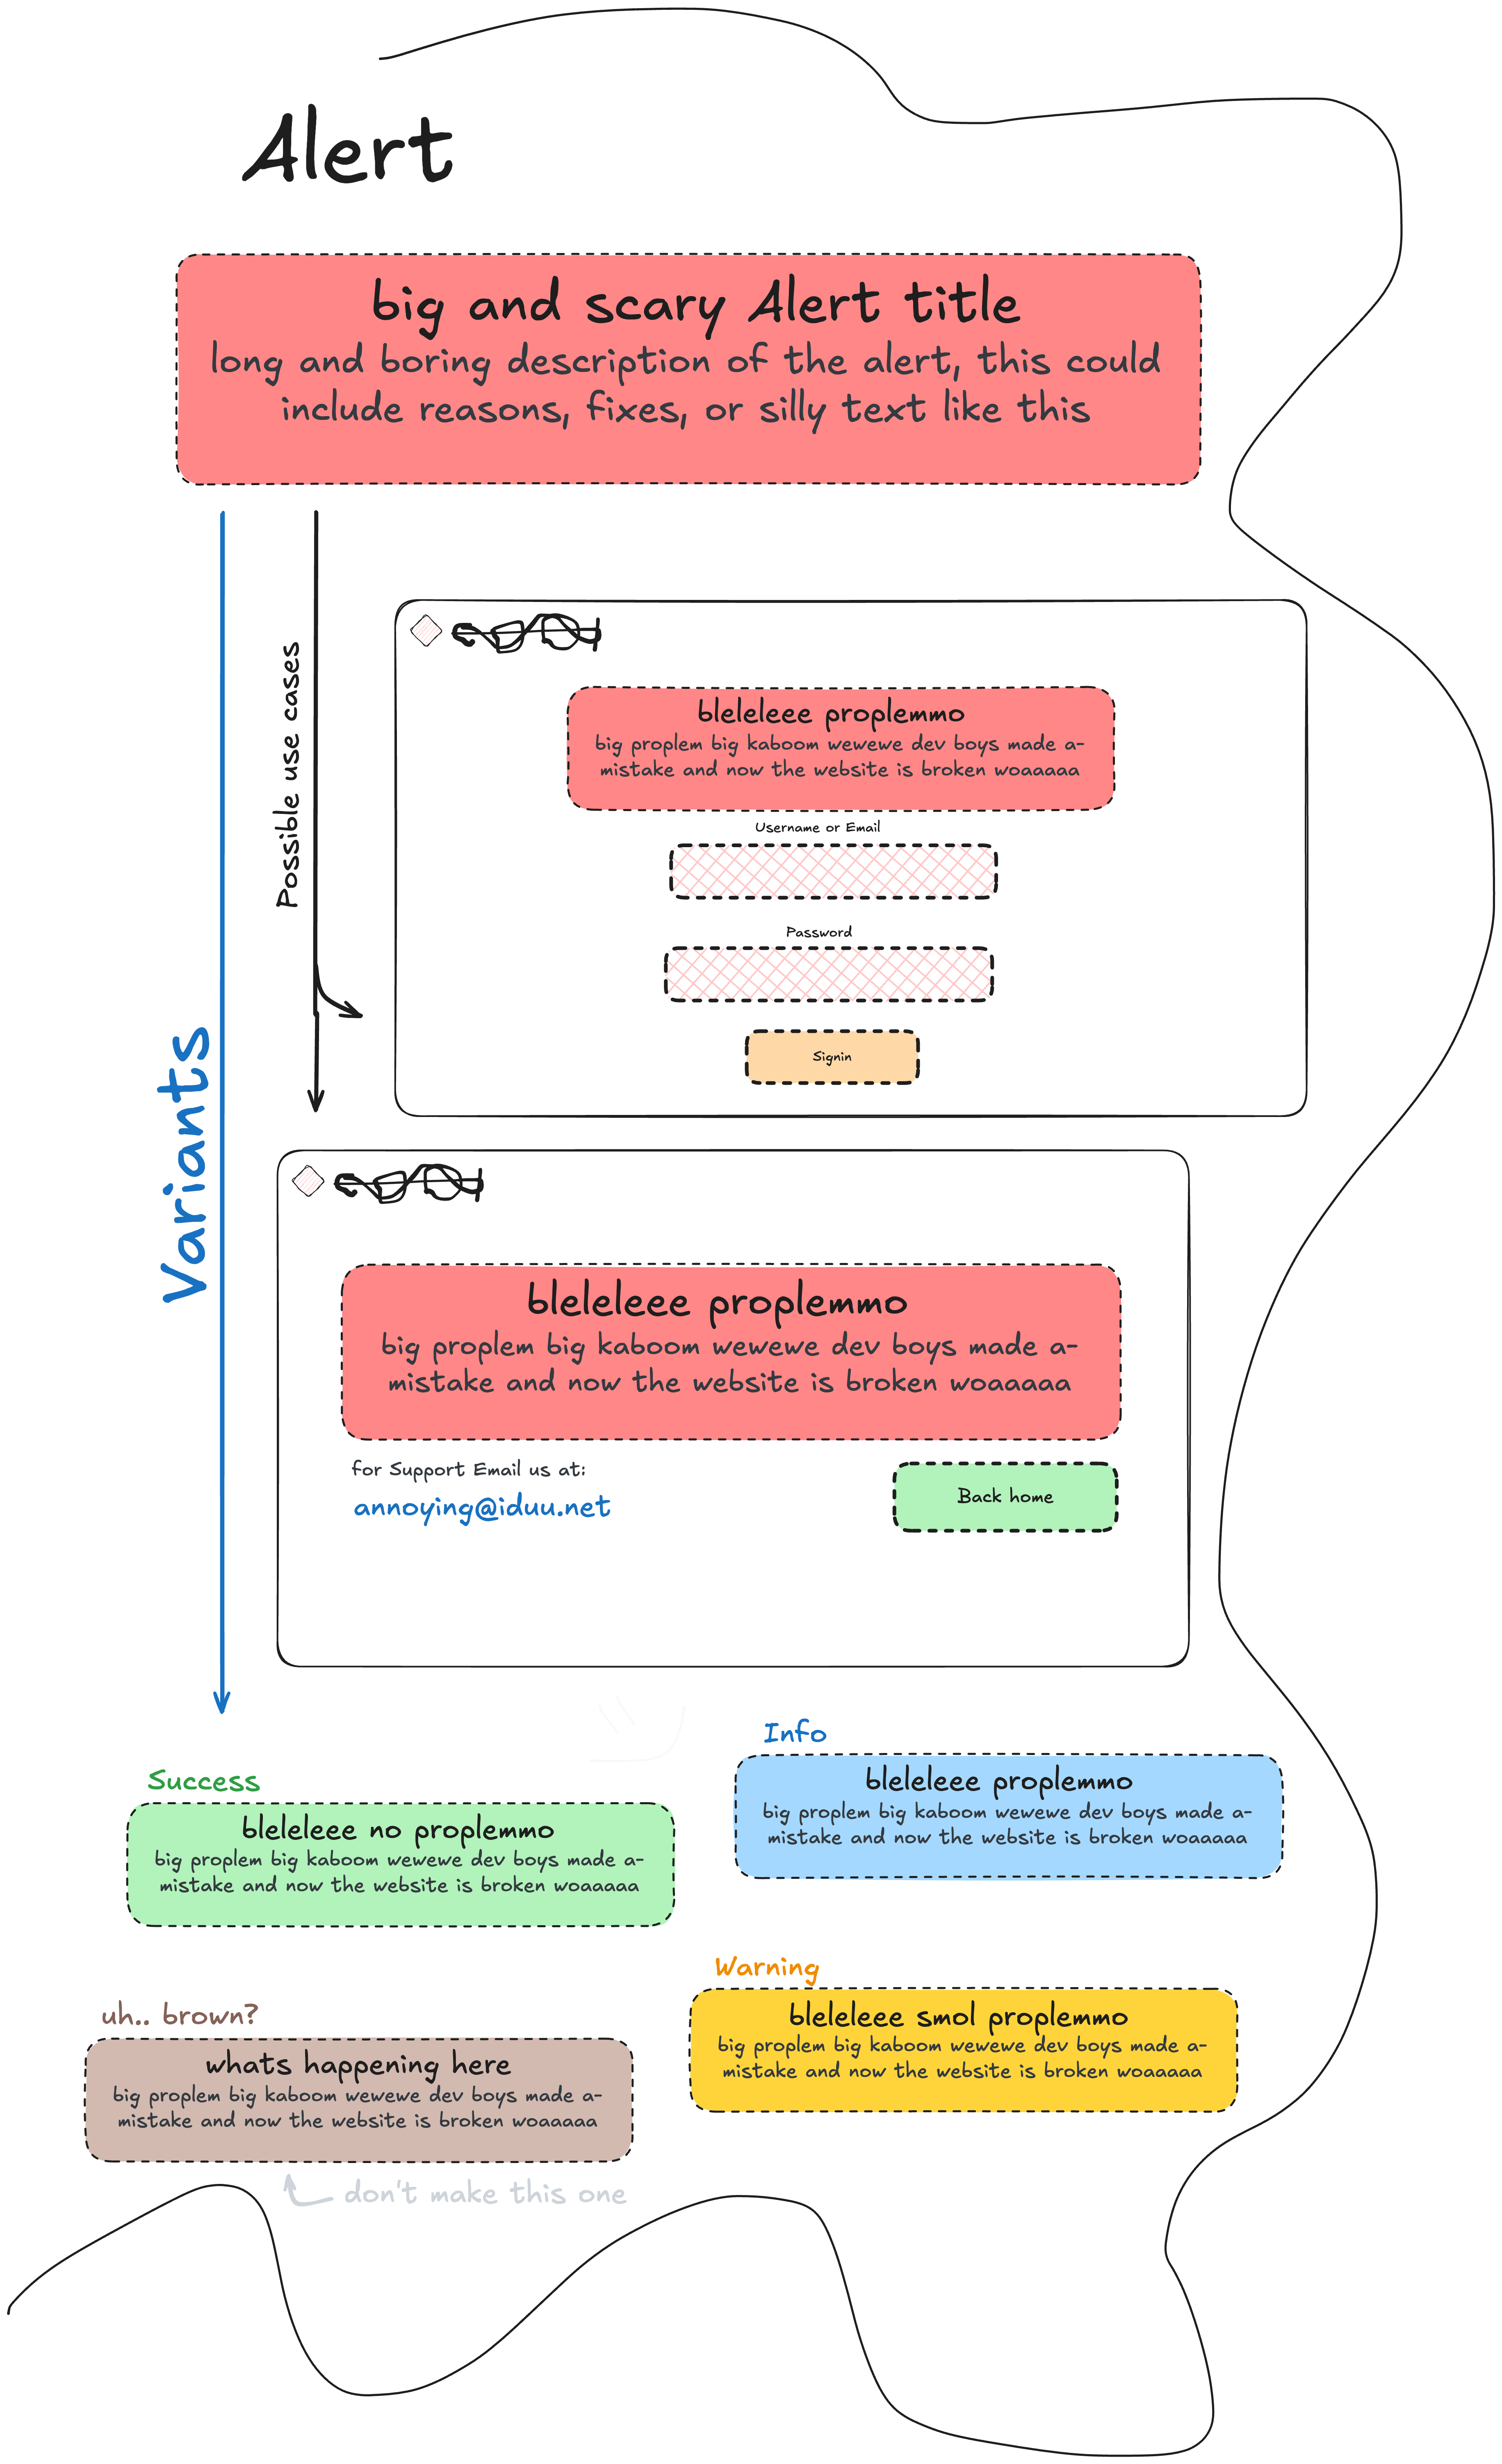 Alert
big and scary Alert title
long and boring description of the alert, this could
include reasons, fixes, or silly text like this
Possible use cases
Variants
bleleleee proplemmo
big proplem big kaboom wewewe dev boys made a-
mistake and now the website is broken woaaaaa
Username or Email
Password
Signin
bleleleee proplemmo
big proplem big kaboom wewewe dev boys made a-
mistake and now the website is broken woaaaaa
for Support Email us at:
annoying@iduu.net
Back home
Info
bleleleee proplemmo
big proplem big kaboom wewewe dev boys made a-
mistake and now the website is broken woaaaaa
Success
bleleleee no proplemmo
big proplem big kaboom wewewe dev boys made a-
mistake and now the website is broken woaaaaa
Warning
bleleleee smol proplemmo
big proplem big kaboom wewewe dev boys made a-
mistake and now the website is broken woaaaaa
uh.. brown?
whats happening here
big proplem big kaboom wewewe dev boys made a-
mistake and now the website is broken woaaaaa
don't make this one